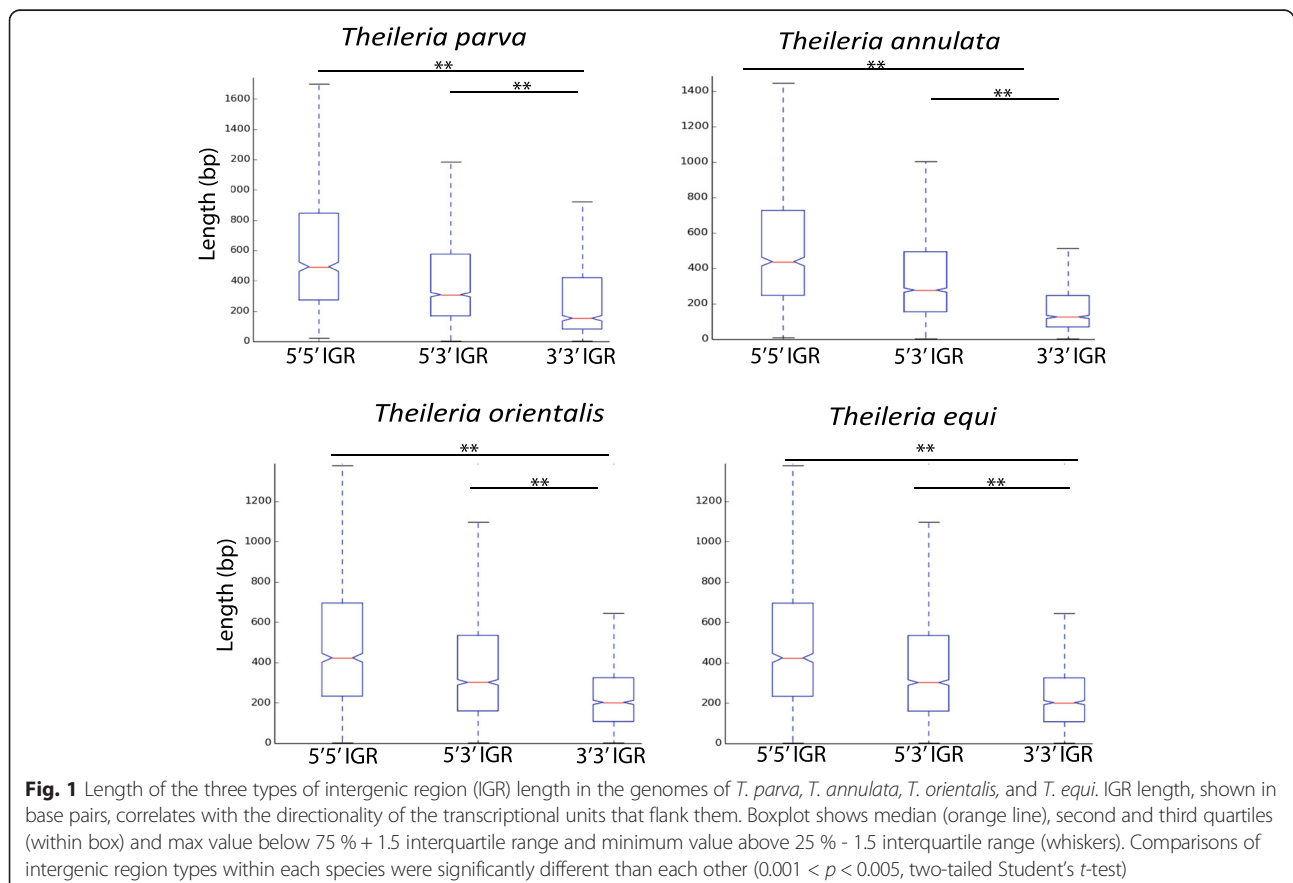 Theileria parva
Theileria annulata
**
**
**
**
Length (bp)
1600
1400
200
000
800
600
400
200
0
5'5' IGR
5'3' IGR
3'3' IGR
1400
1200
1000
800
600
400
200
0
5'5' IGR
5'3' IGR
3'3' IGR
Theileria orientalis
Theileria equi
**
**
**
**
Length (bp)
1200
1000
800
600
400
200
0
5'5' IGR
5'3' IGR
3'3' IGR
1200
1000
800
600
400
200
0
5'5' IGR
5'3' IGR
3'3' IGR
Fig. 1 Length of the three types of intergenic region (IGR) length in the genomes of T. parva, T. annulata, T. orientalis, and T. equi. IGR length, shown in
base pairs, correlates with the directionality of the transcriptional units that flank them. Boxplot shows median (orange line), second and third quartiles
(within box) and max value below 75 % + 1.5 interquartile range and minimum value above 25 % - 1.5 interquartile range (whiskers). Comparisons of
intergenic region types within each species were significantly different than each other (0.001 < p < 0.005, two-tailed Student's t-test)